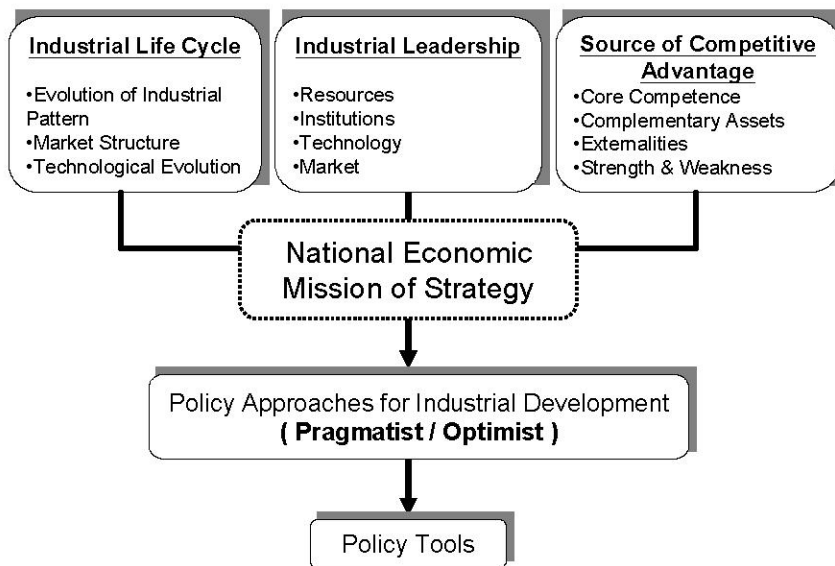 Industrial Life Cycle
•Evolution of Industrial
Pattern
•Market Structure
•Technological Evolution
Industrial Leadership
•Resources
•Institutions
•Technology
•Market
Source of Competitive
Advantage
•Core Competence
•Complementary Assets
•Externalities
•Strength & Weakness
National Economic
Mission of Strategy
Policy Approaches for Industrial Development
( Pragmatist / Optimist )
Policy Tools